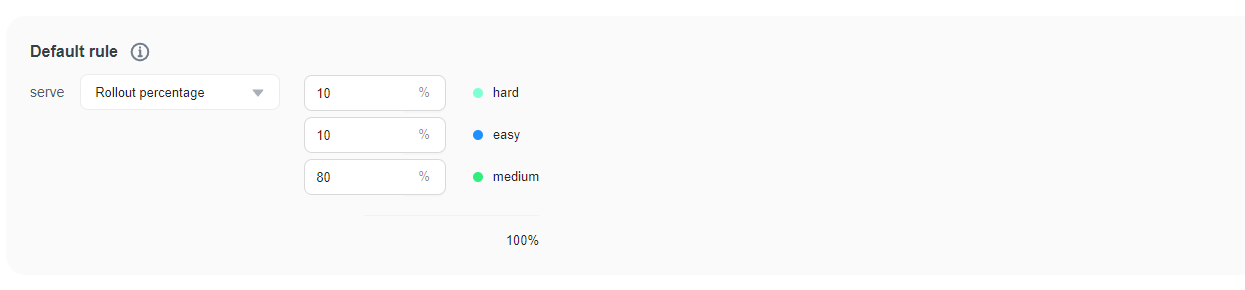 Default rule
serve Rollout percentage 10 % hard
10 % easy
80 % medium
100%